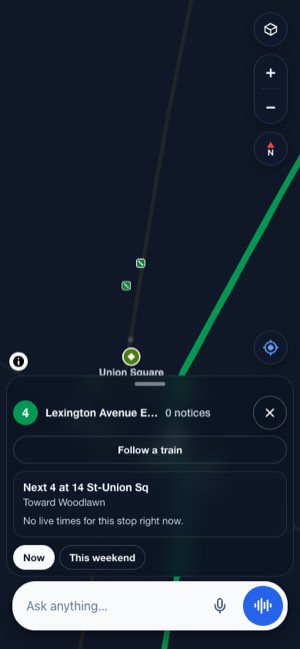 N
Union Square
4 Lexington Avenue E... 0 notices
Follow a train
Next 4 at 14 St-Union Sq
Toward Woodlawn
No live times for this stop right now.
Now This weekend
Ask anything...